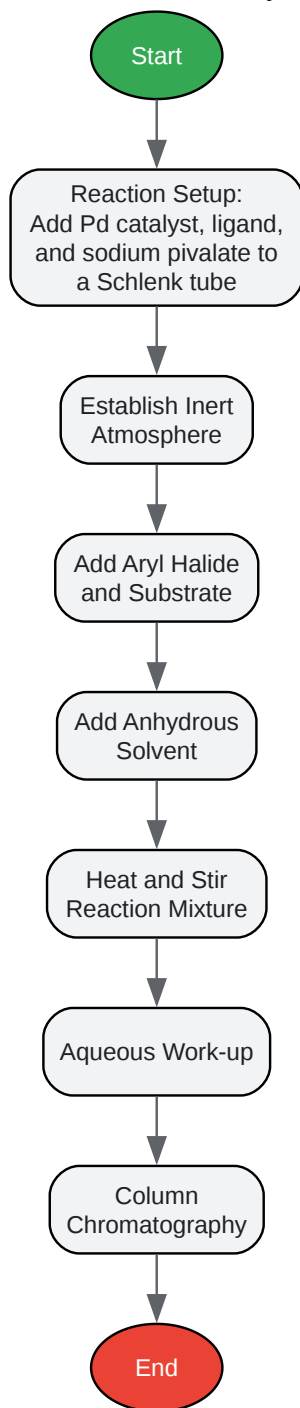 Start
Reaction Setup:
Add Pd catalyst, ligand,
and sodium pivalate to
a Schlenk tube
Establish Inert
Atmosphere
Add Aryl Halide
and Substrate
Add Anhydrous
Solvent
Heat and Stir
Reaction Mixture
Aqueous Work-up
Column
Chromatography
End